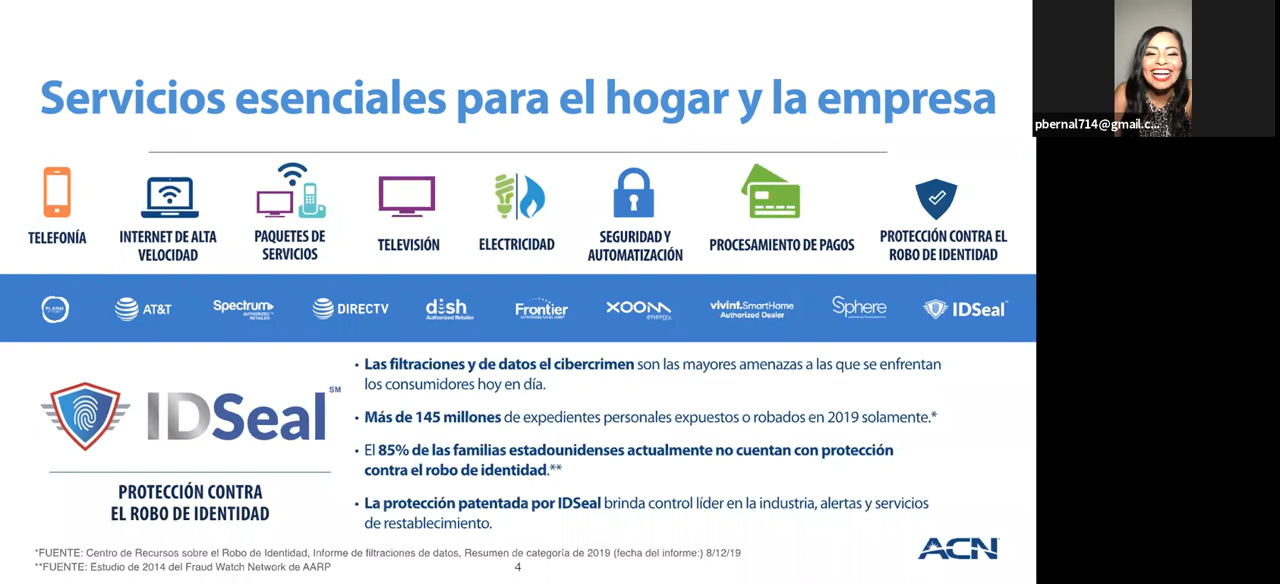 Servicios esenciales para el hogar y la empresa
pbernal714@gmail.c...
TELEFONÍA
INTERNET DE ALTA
VELOCIDAD
PAQUETES DE
SERVICIOS
TELEVISIÓN
ELECTRICIDAD
SEGURIDAD Y
AUTOMATIZACIÓN
PROCESAMIENTO DE PAGOS
PROTECCIÓN CONTRA EL
ROBO DE IDENTIDAD
FLASH
AT&T
Spectrum
AUTHORIZED
RETAILER
DIRECTV
dish
Authorized Retailer
Frontier
XOOM
energy
vivint.SmartHome
Authorized Dealer
Sphere
IDSeal
IDSeal
SM
PROTECCIÓN CONTRA
EL ROBO DE IDENTIDAD
• Las filtraciones y de datos el cibercrimen son las mayores amenazas a las que se enfrentan
los consumidores hoy en día.
• Más de 145 millones de expedientes personales expuestos o robados en 2019 solamente.*
• El 85% de las familias estadounidenses actualmente no cuentan con protección
contra el robo de identidad.**
• La protección patentada por IDSeal brinda control líder en la industria, alertas y servicios
de restablecimiento.
*FUENTE: Centro de Recursos sobre el Robo de Identidad, Informe de filtraciones de datos, Resumen de categoría de 2019 (fecha del informe:) 8/12/19
**FUENTE: Estudio de 2014 del Fraud Watch Network de AARP
4
ACN